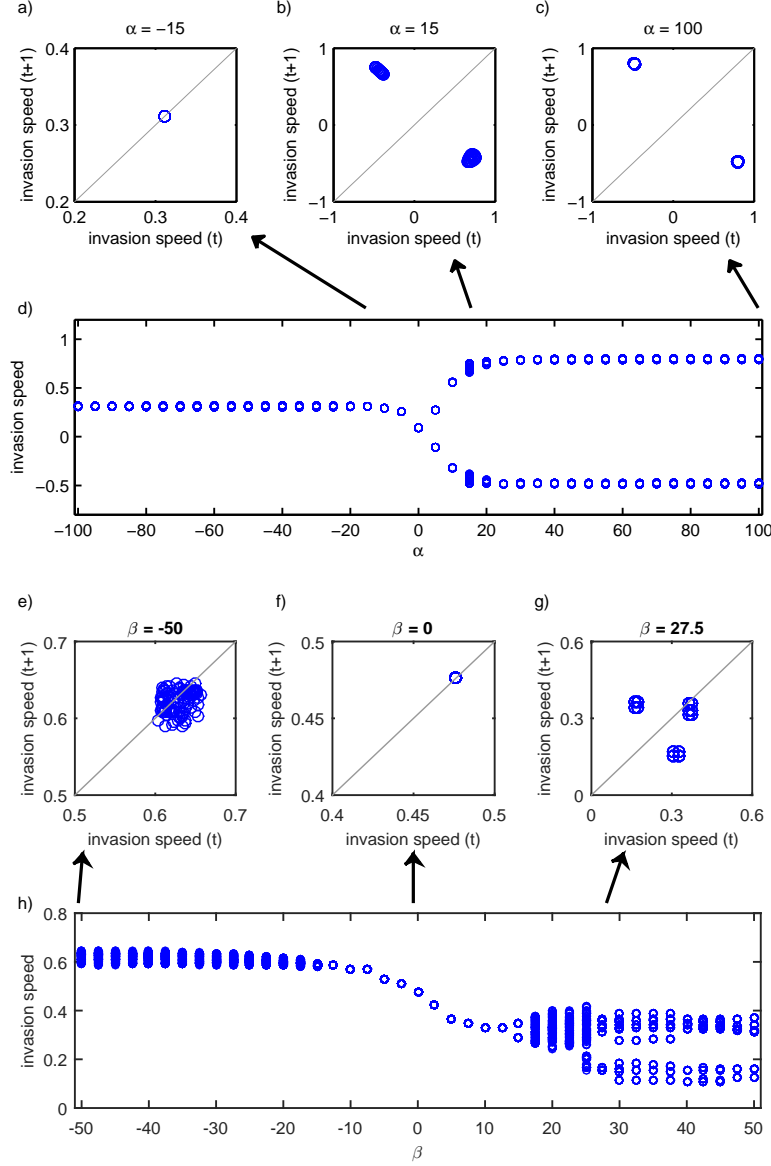 a)
b)
c)
α = −15
α = 15
α = 100
0.4
0.3
0.2
0.2
0.3
0.4
invasion speed (t+1)
invasion speed (t)
1
0
−1
−1
0
1
invasion speed (t+1)
invasion speed (t)
1
0
−1
−1
0
1
invasion speed (t+1)
invasion speed (t)
d)
1
0.5
0
−0.5
invasion speed
−100
−80
−60
−40
−20
0
20
40
60
80
100
α
e)
f)
g)
β = -50
β = 0
β = 27.5
0.7
0.6
0.5
0.5
0.6
0.7
invasion speed (t+1)
invasion speed (t)
0.5
0.45
0.4
0.4
0.45
0.5
invasion speed (t+1)
invasion speed (t)
0.6
0.3
0
0
0.3
0.6
invasion speed (t+1)
invasion speed (t)
h)
0.8
0.6
0.4
0.2
0
invasion speed
-50
-40
-30
-20
-10
0
10
20
30
40
50
β